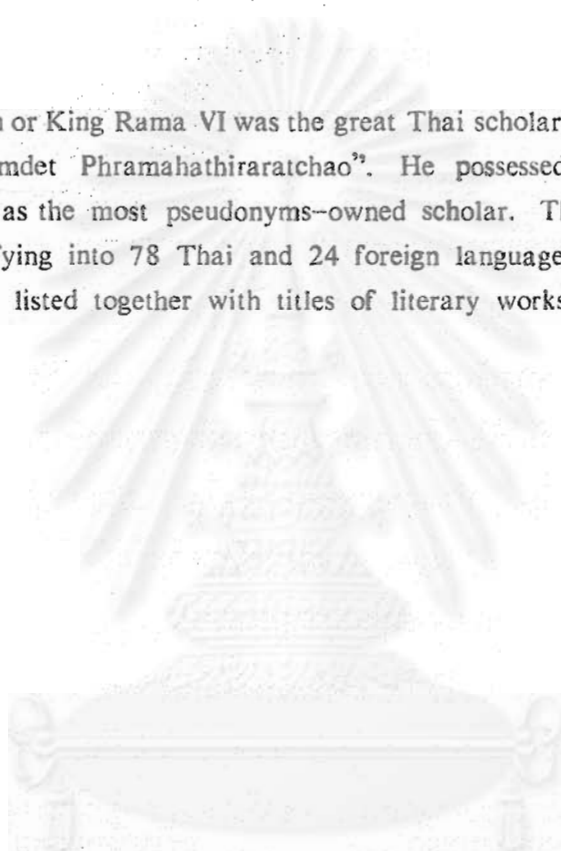 or King Rama VI was the great Thai scholar
mdet Phramahathiraratchao”. He possessed
as the most pseudonyms-owned scholar. T
ying into 78 Thai and 24 foreign language
listed together with titles of literary works